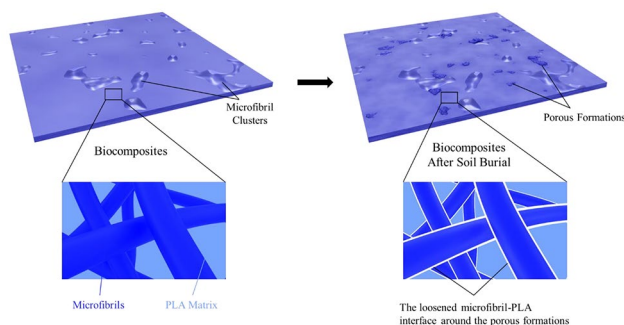 Microfibril
Clusters
Porous Formations
Biocomposites
Biocomposites
After Soil Burial
Microfibrils
PLA Matrix
The loosened microfibril-PLA
interface around the porous formations